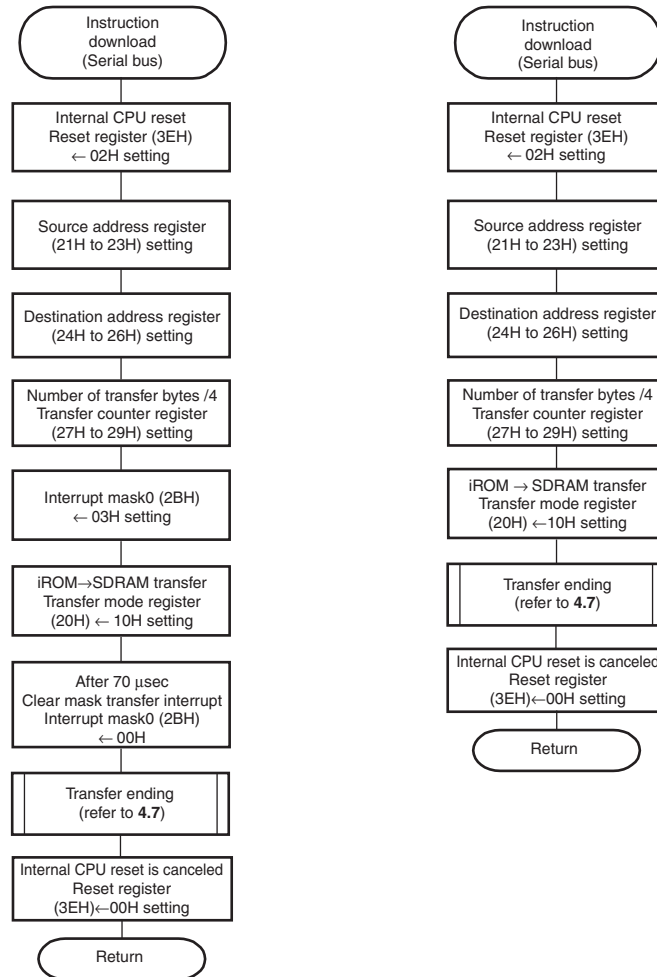 Instruction
download
(Serial bus)
Internal CPU reset
Reset register (3EH)
← 02H setting
Source address register
(21H to 23H) setting
Destination address register
(24H to 26H) setting
Number of transfer bytes /4
Transfer counter register
(27H to 29H) setting
Interrupt mask0 (2BH)
← 03H setting
iROM→SDRAM transfer
Transfer mode register
(20H) ← 10H setting
After 70 μsec
Clear mask transfer interrupt
Interrupt mask0 (2BH)
← 00H
Transfer ending
(refer to 4.7)
Internal CPU reset is canceled
Reset register
(3EH)←00H setting
Return
Instruction
download
(Serial bus)
Internal CPU reset
Reset register (3EH)
← 02H setting
Source address register
(21H to 23H) setting
Destination address register
(24H to 26H) setting
Number of transfer bytes /4
Transfer counter register
(27H to 29H) setting
iROM → SDRAM transfer
Transfer mode register
(20H) ←10H setting
Transfer ending
(refer to 4.7)
Internal CPU reset is canceled
Reset register
(3EH)←00H setting
Return